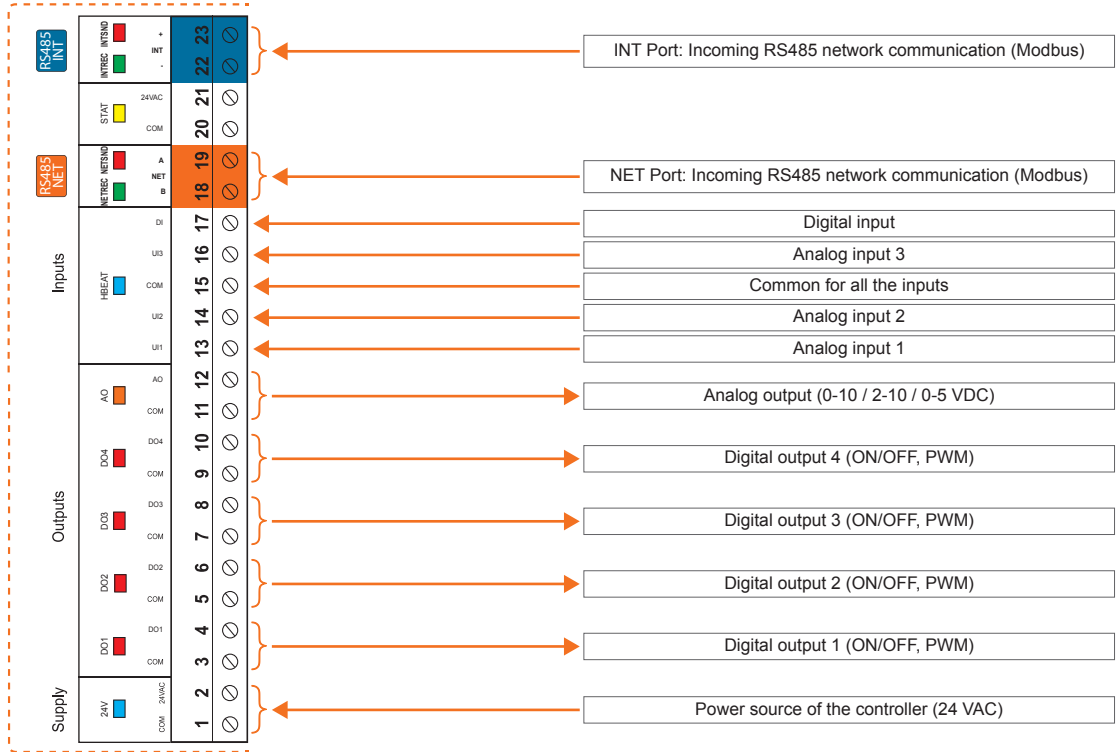 RS485
INT
INTREC INTSND
+
INT
-
23
22
INT Port: Incoming RS485 network communication (Modbus)
STAT
24VAC
COM
21
20
RS485
NET
NETREC NETSND
A
NET
B
19
18
NET Port: Incoming RS485 network communication (Modbus)
Inputs
HBEAT
DI
17
Digital input
UI3
16
Analog input 3
COM
15
Common for all the inputs
UI2
14
Analog input 2
UI1
13
Analog input 1
Outputs
AO
AO
COM
12
11
Analog output (0-10 / 2-10 / 0-5 VDC)
DO4
DO4
COM
10
9
Digital output 4 (ON/OFF, PWM)
DO3
DO3
COM
8
7
Digital output 3 (ON/OFF, PWM)
DO2
DO2
COM
6
5
Digital output 2 (ON/OFF, PWM)
DO1
DO1
COM
4
3
Digital output 1 (ON/OFF, PWM)
Supply
24V
COM 24VAC
2
1
Power source of the controller (24 VAC)